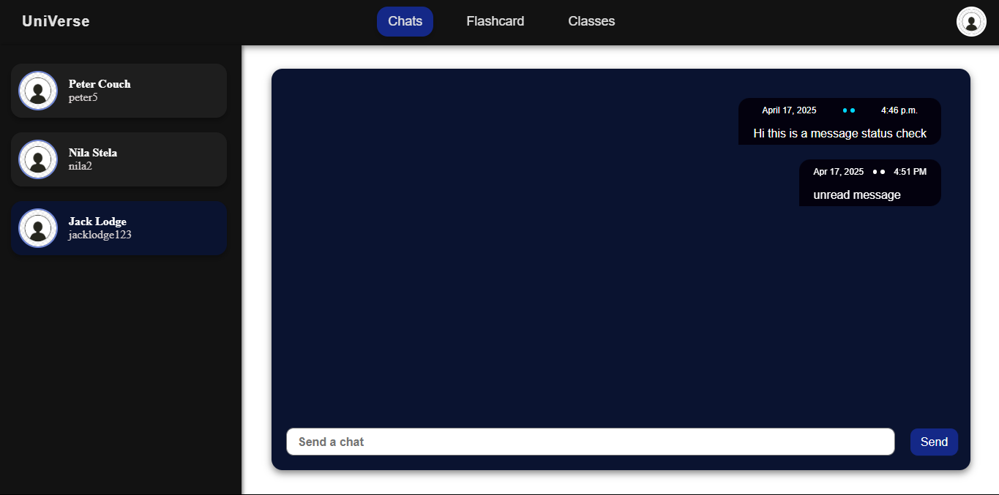 UniVerse
Chats
Flashcard
Classes
Peter Couch
peter5
Nila Stela
nila2
Jack Lodge
jacklodge123
April 17, 2025 4:46 p.m.
Hi this is a message status check
Apr 17, 2025 4:51 PM
unread message
Send a chat
Send